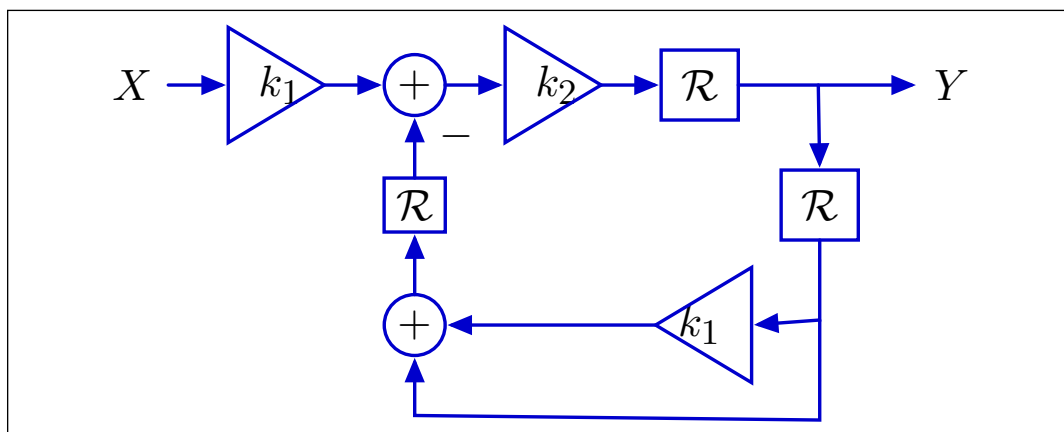 X k₁ + k₂ ℛ Y
−
ℛ ℛ
+ k₁